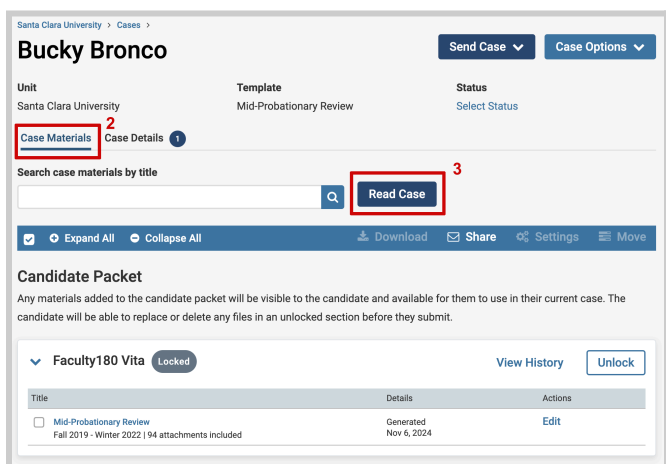 Santa Clara University > Cases >
Bucky Bronco
Send Case
Case Options
Unit
Template
Status
Santa Clara University
Mid-Probationary Review
Select Status
2
Case Materials
Case Details 1
Search case materials by title
3
Read Case
Expand All
Collapse All
Download
Share
Settings
Move
Candidate Packet
Any materials added to the candidate packet will be visible to the candidate and available for them to use in their current case. The
candidate will be able to replace or delete any files in an unlocked section before they submit.
Faculty180 Vita
Locked
View History
Unlock
Title
Details
Actions
Mid-Probationary Review
Generated
Edit
Fall 2019 - Winter 2022 | 94 attachments included
Nov 6, 2024